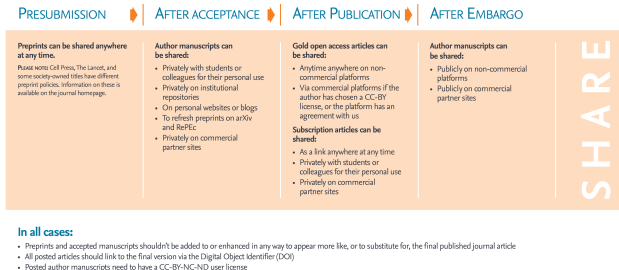 PRESUBMISSION
AFTER ACCEPTANCE
AFTER PUBLICATION
AFTER EMBARGO
Preprints can be shared anywhere
at any time.
PLEASE NOTE: Cell Press, The Lancet, and
some society-owned titles have different
preprint policies. Information on these is
available on the journal homepage.
Author manuscripts can
be shared:
• Privately with students or
colleagues for their personal use
• Privately on institutional
repositories
• On personal websites or blogs
• To refresh preprints on arXiv
and RePEc
• Privately on commercial
partner sites
Gold open access articles can
be shared:
• Anytime anywhere on non-
commercial platforms
• Via commercial platforms if the
author has chosen a CC-BY
license, or the platform has an
agreement with us
Subscription articles can be
shared:
• As a link anywhere at any time
• Privately with students or
colleagues for their personal use
• Privately on commercial
partner sites
Author manuscripts can
be shared:
• Publicly on non-commercial
platforms
• Publicly on commercial
partner sites
SHARE
In all cases:
• Preprints and accepted manuscripts shouldn't be added to or enhanced in any way to appear more like, or to substitute for, the final published journal article
• All posted articles should link to the final version via the Digital Object Identifier (DOI)
• Posted author manuscripts need to have a CC-BY-NC-ND user license